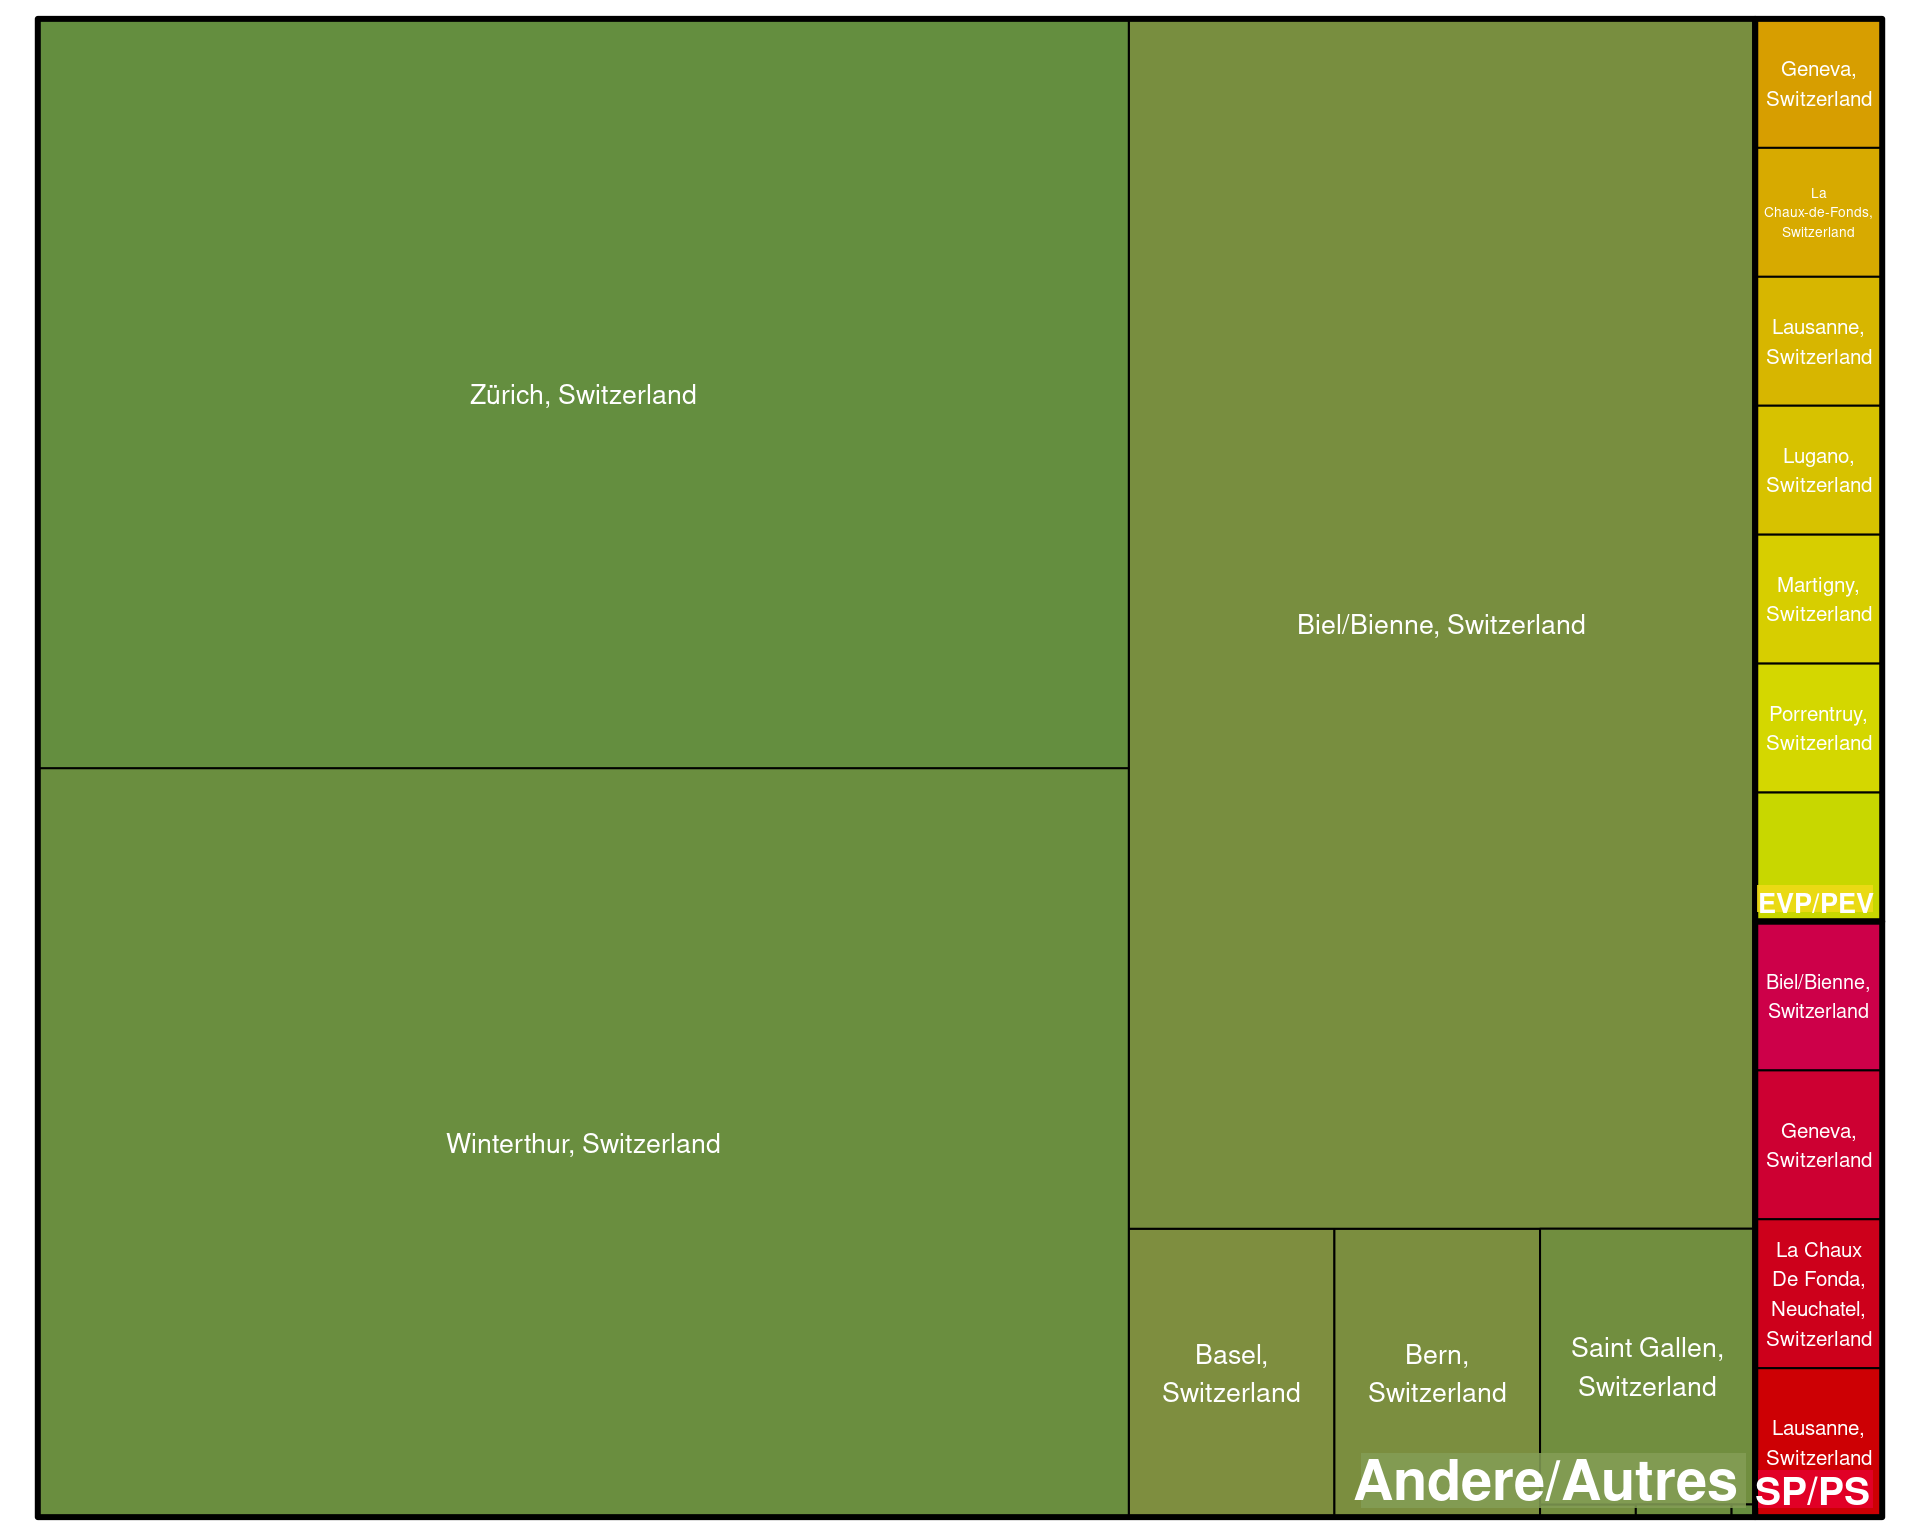 Zürich, Switzerland
Winterthur, Switzerland
Biel/Bienne, Switzerland
Basel,
Switzerland
Bern,
Switzerland
Saint Gallen,
Switzerland
Andere/Autres
Geneva,
Switzerland
La
Chaux-de-Fonds,
Switzerland
Lausanne,
Switzerland
Lugano,
Switzerland
Martigny,
Switzerland
Porrentruy,
Switzerland
EVP/PEV
Biel/Bienne,
Switzerland
Geneva,
Switzerland
La Chaux
De Fonda,
Neuchatel,
Switzerland
Lausanne,
Switzerland
SP/PS